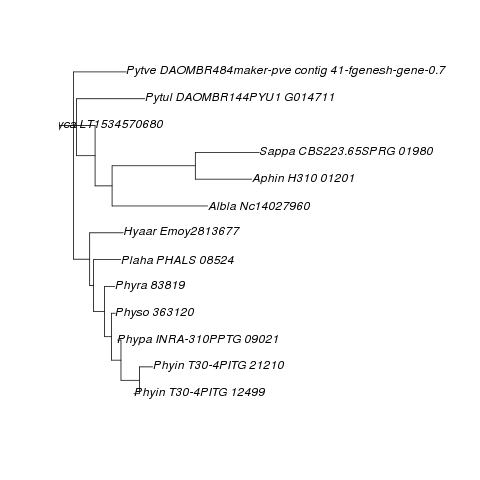 Pytve DAOMBR484maker-pve contig 41-fgenesh-gene-0.7
Pytul DAOMBR144PYU1 G014711
yca LT1534570680
Sappa CBS223.65SPRG 01980
Aphin H310 01201
Albla Nc14027960
Hyaar Emoy2813677
Plaha PHALS 08524
Phyra 83819
Physo 363120
Phypa INRA-310PPTG 09021
Phyin T30-4PITG 21210
Phyin T30-4PITG 12499